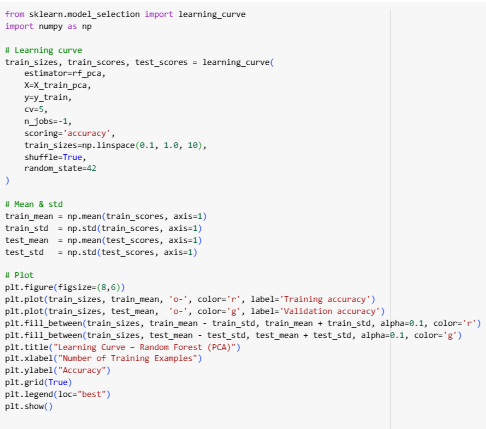 from sklearn.model_selection import learning_curve
import numpy as np
# Learning curve
train_sizes, train_scores, test_scores = learning_curve(
    estimator=rf_pca,
    X=X_train_pca,
    y=y_train,
    cv=5,
    n_jobs=-1,
    scoring='accuracy',
    train_sizes=np.linspace(0.1, 1.0, 10),
    shuffle=True,
    random_state=42
)
# Mean & std
train_mean = np.mean(train_scores, axis=1)
train_std  = np.std(train_scores, axis=1)
test_mean  = np.mean(test_scores, axis=1)
test_std   = np.std(test_scores, axis=1)
# Plot
plt.figure(figsize=(8,6))
plt.plot(train_sizes, train_mean, 'o-', color='r', label='Training accuracy')
plt.plot(train_sizes, test_mean,  'o-', color='g', label='Validation accuracy')
plt.fill_between(train_sizes, train_mean - train_std, train_mean + train_std, alpha=0.1, color='r')
plt.fill_between(train_sizes, test_mean - test_std, test_mean + test_std, alpha=0.1, color='g')
plt.title("Learning Curve – Random Forest (PCA)")
plt.xlabel("Number of Training Examples")
plt.ylabel("Accuracy")
plt.grid(True)
plt.legend(loc="best")
plt.show()